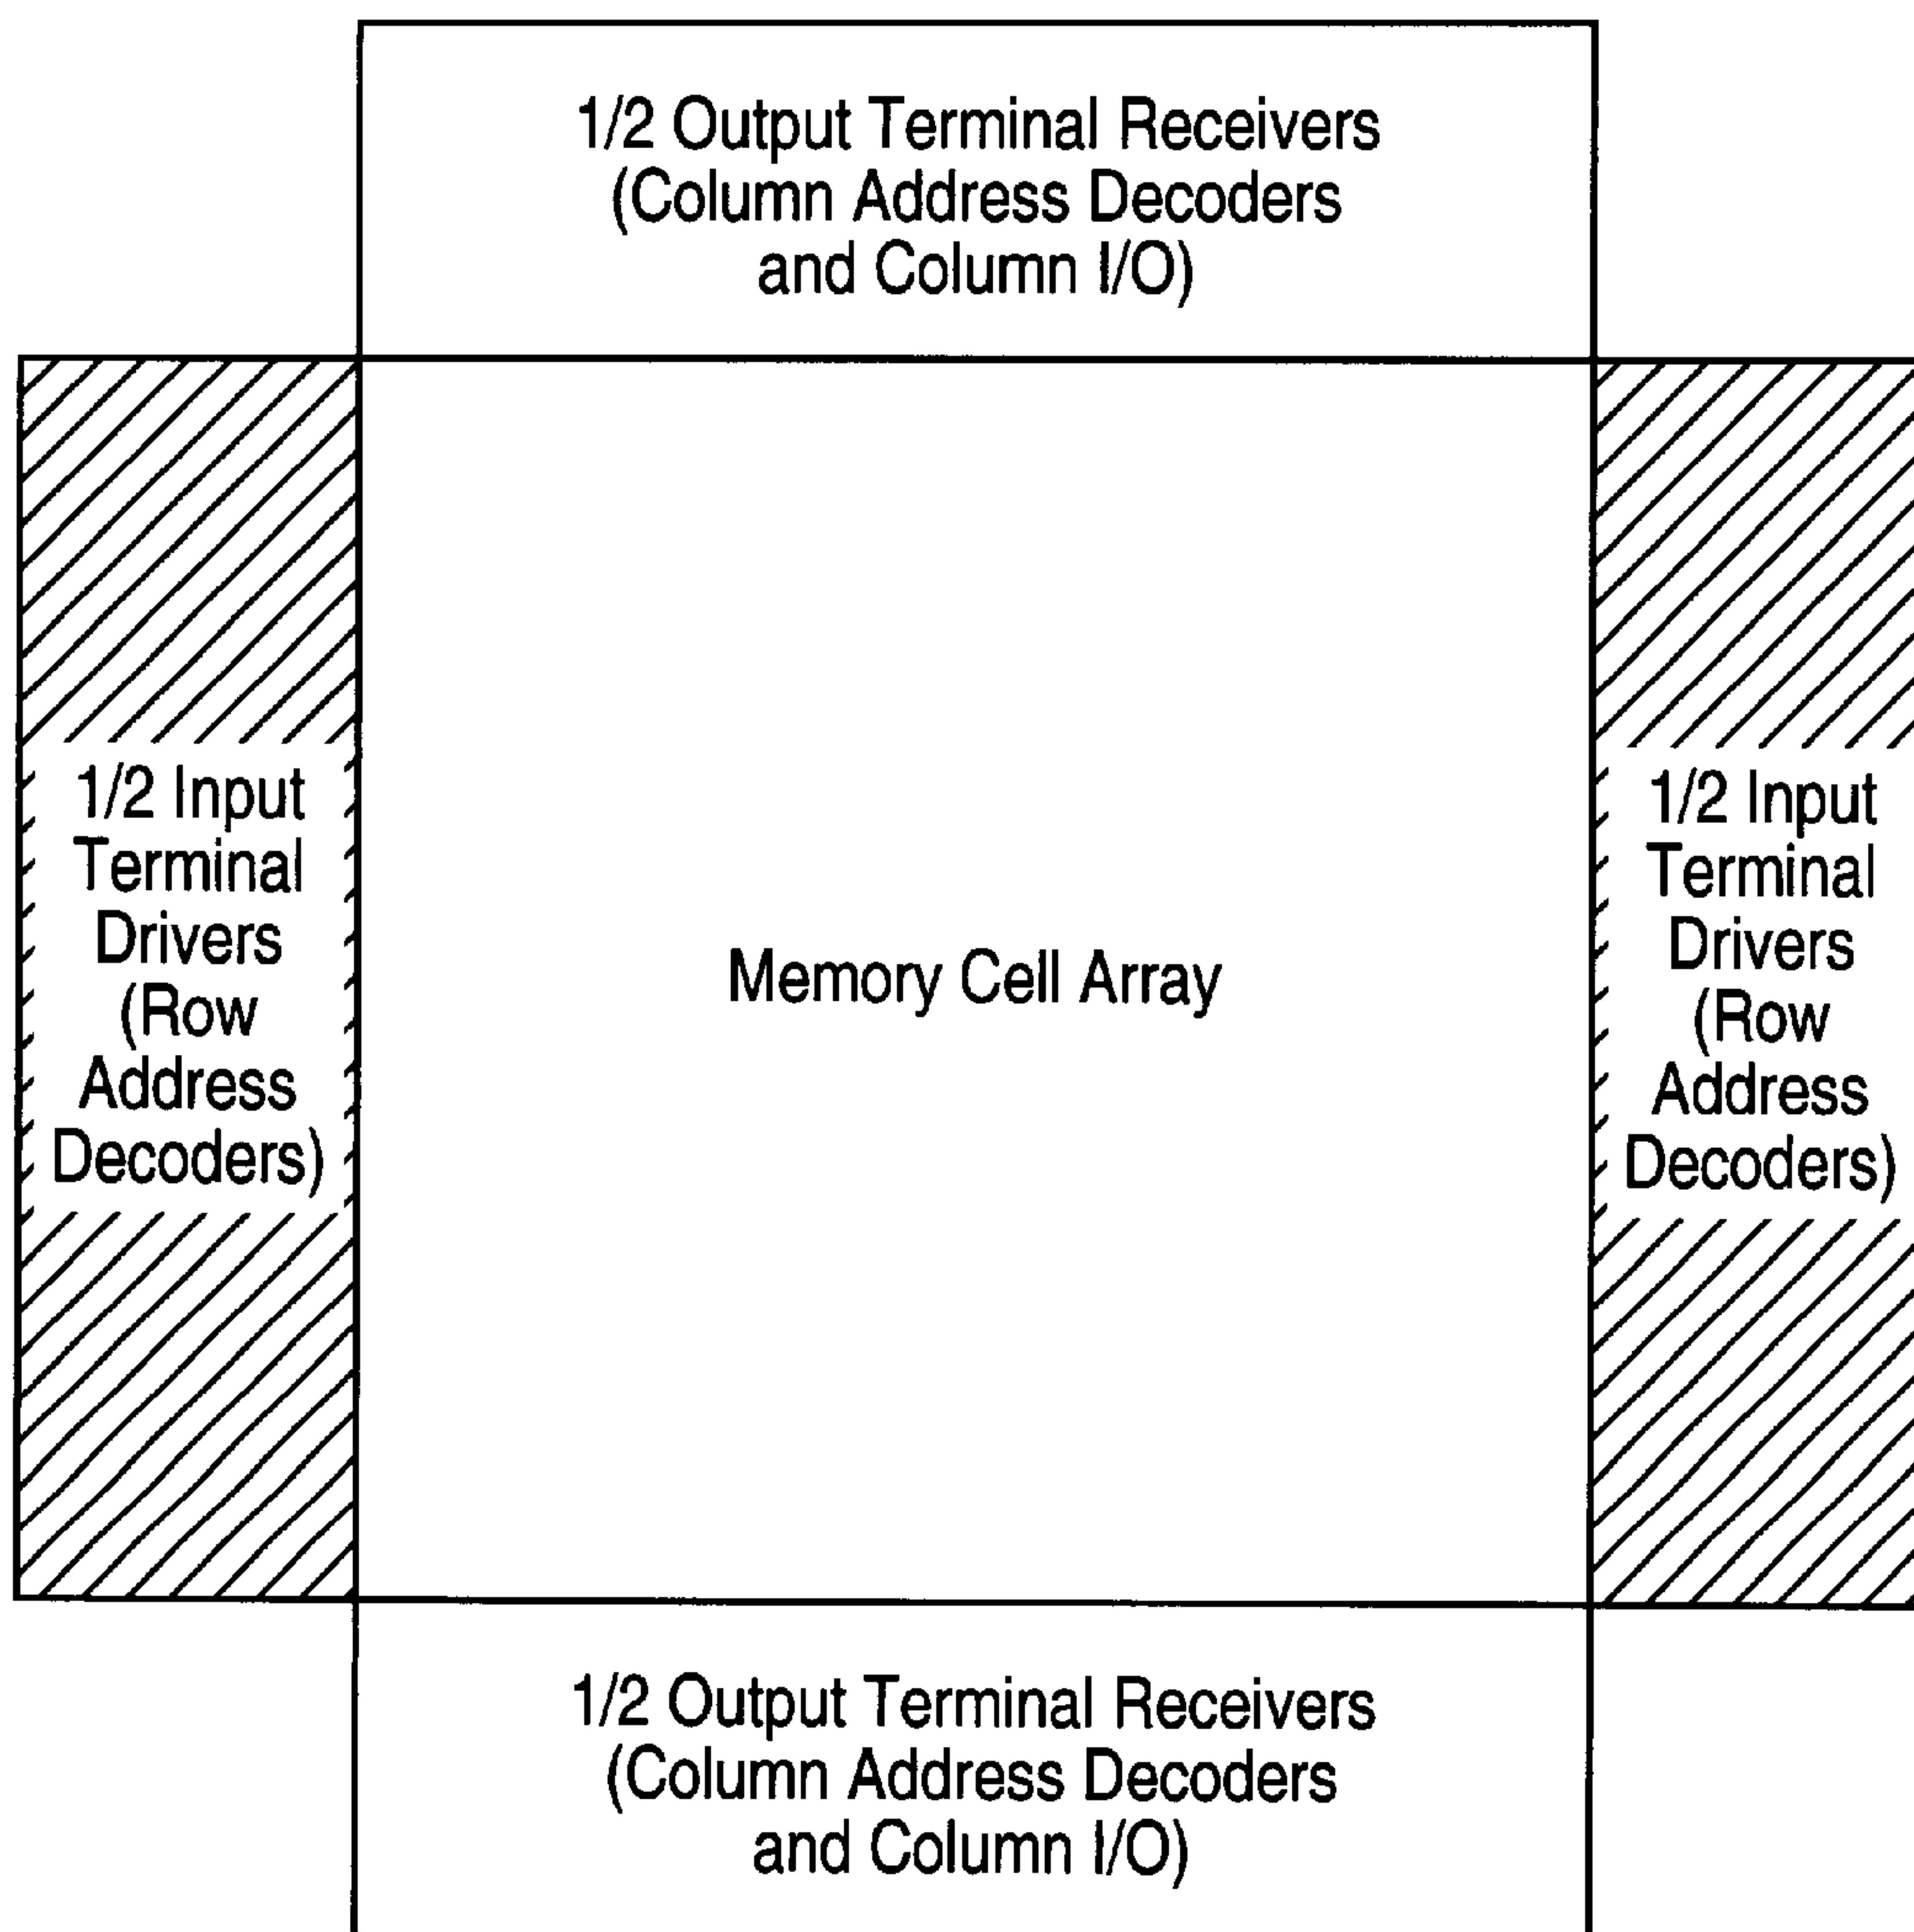 1/2 Output Terminal Receivers
(Column Address Decoders
and Column I/O)
1/2 Input
Terminal
Drivers
(Row
Address
Decoders)
Memory Cell Array
1/2 Input
Terminal
Drivers
(Row
Address
Decoders)
1/2 Output Terminal Receivers
(Column Address Decoders
and Column I/O)